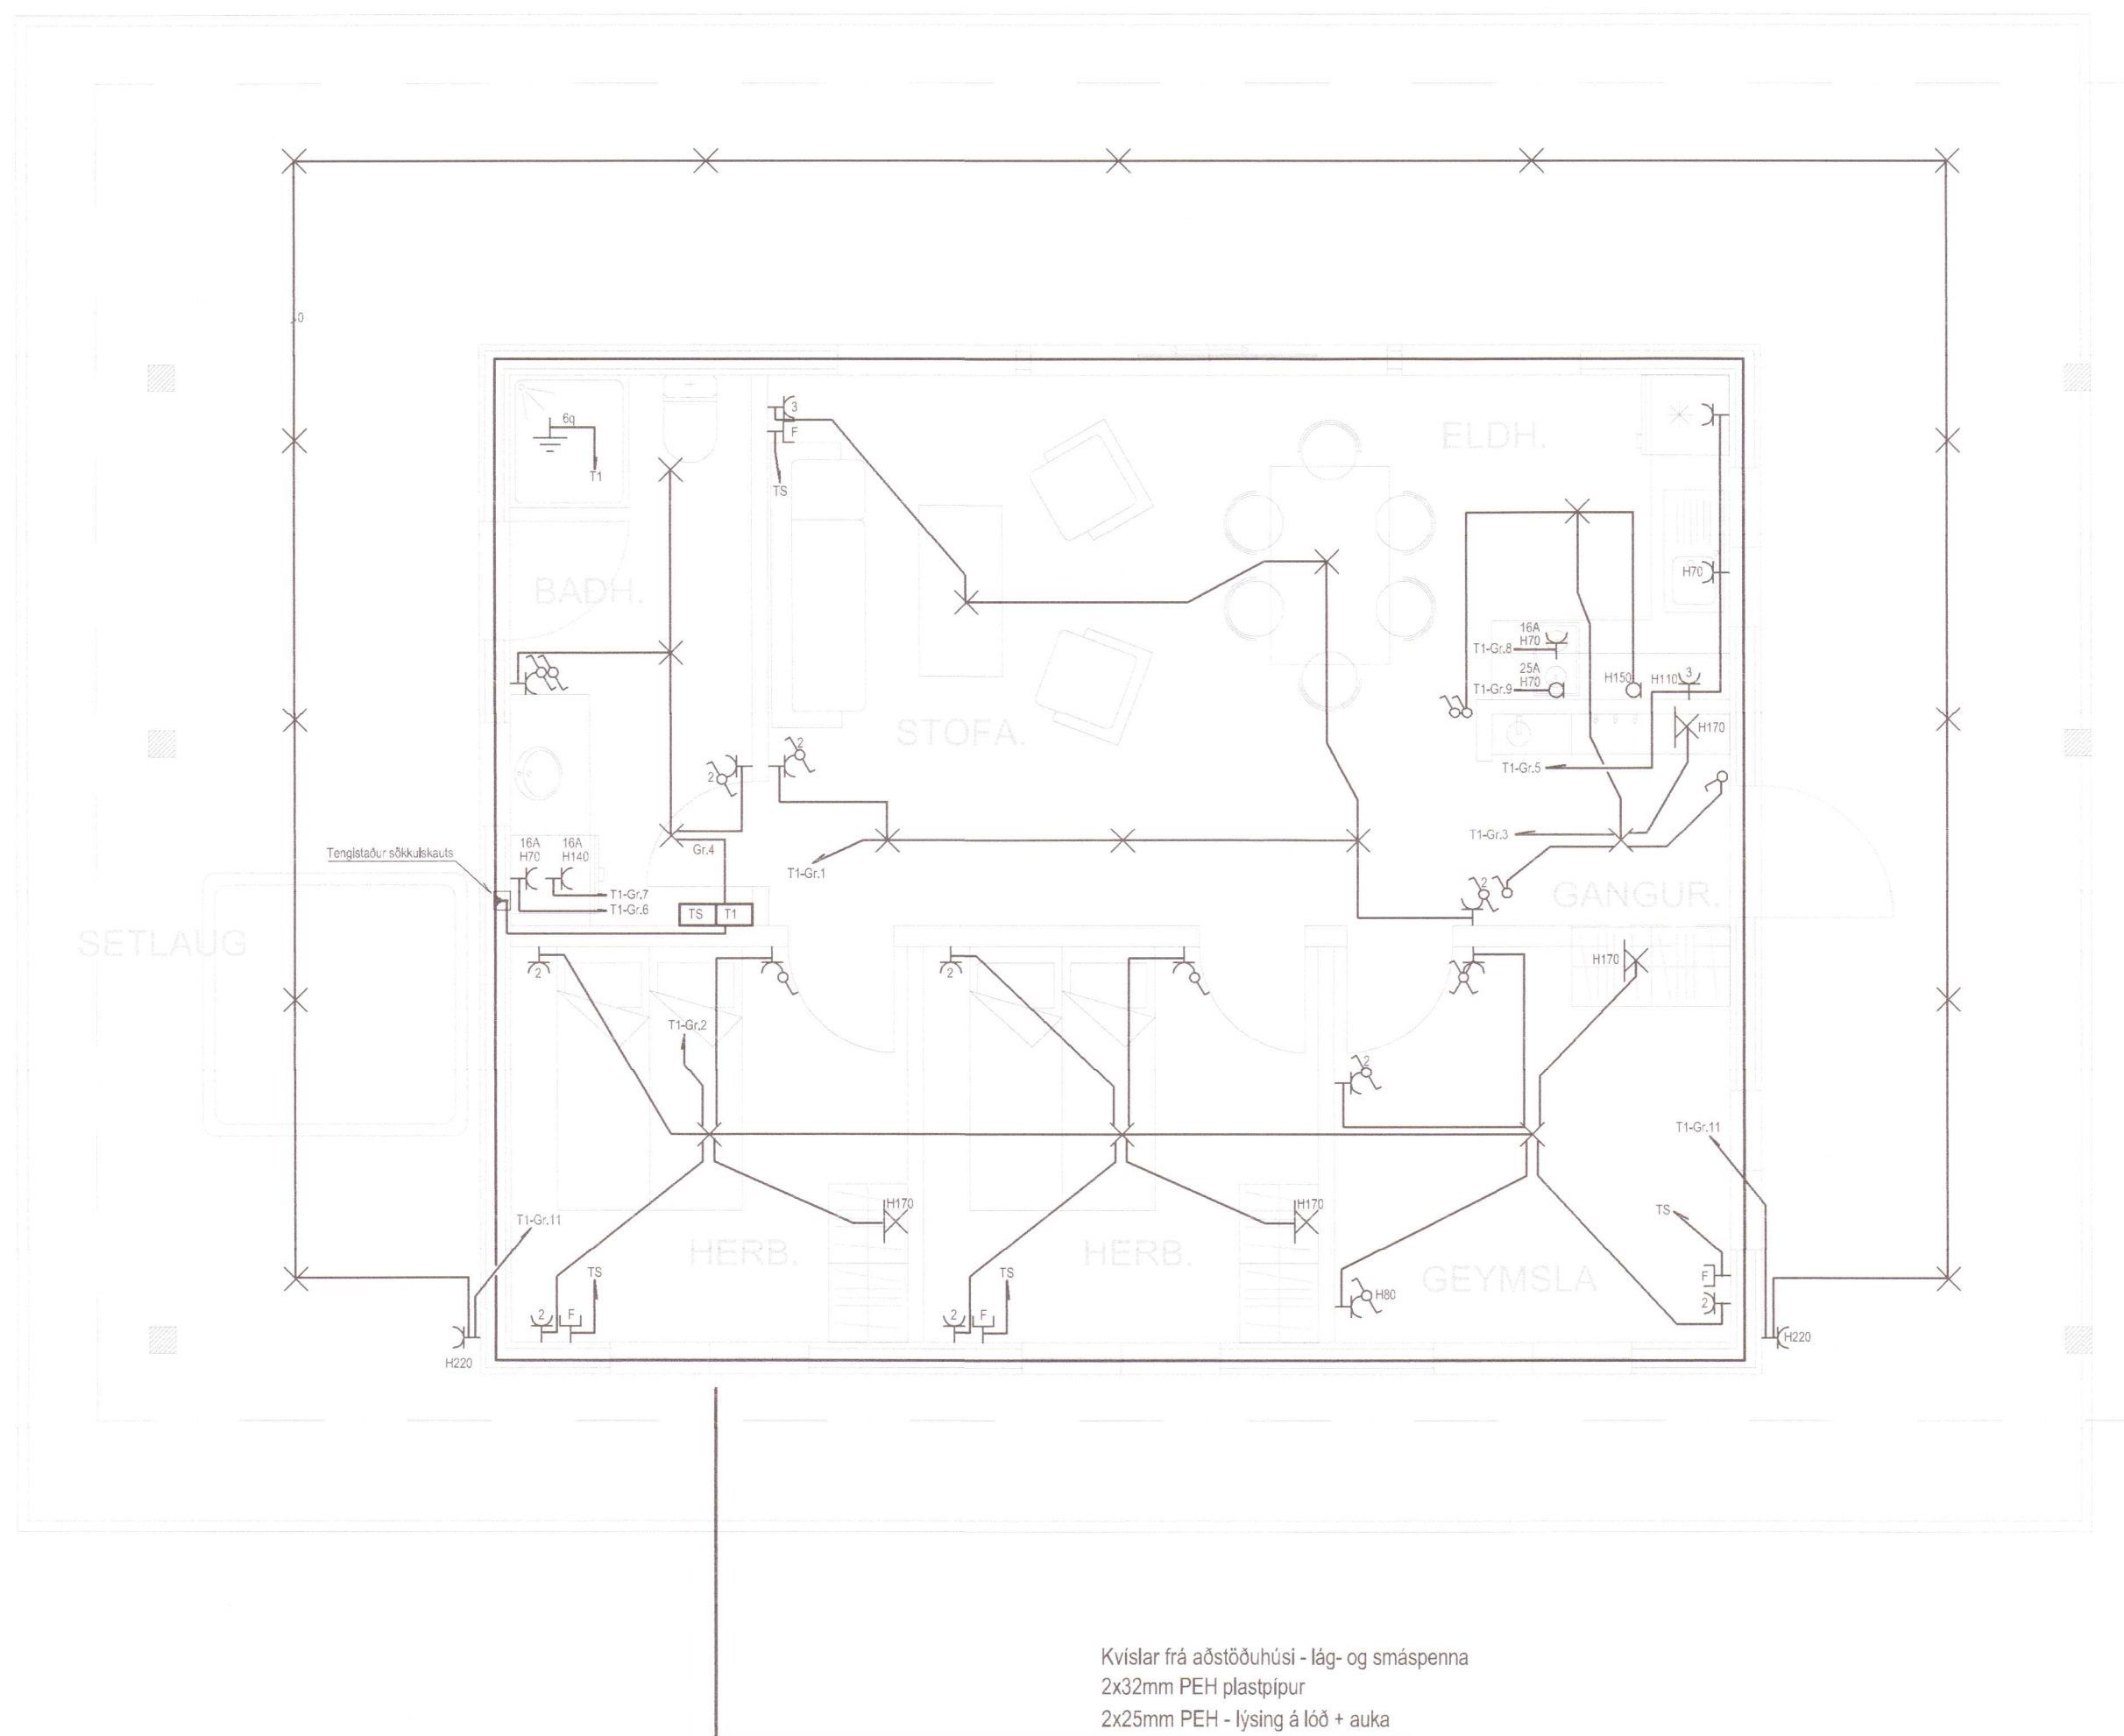 0
6q
T1
3
F
TS
ELDH.
BAÐH.
H70
16A
H70
T1-Gr.8
25A
H70
T1-Gr.9
H150
H110
3
STOFA.
H170
2
2
T1-Gr.5
T1-Gr.3
Gr.4
T1-Gr.1
Tengistaður sökkulskauts
16A
H70
16A
H140
T1-Gr.7
T1-Gr.6
TS
T1
2
GANGUR.
SETLAUG
2
2
H170
T1-Gr.2
2
T1-Gr.11
T1-Gr.11
H170
H170
TS
HERB.
HERB.
GEYMSLA
TS
TS
F
H80
2
2
F
2
F
H220
H220
Kvíslar frá aðstöðuhúsi - lág- og smáspenna
2x32mm PEH plastpípur
2x25mm PEH - lýsing á lóð + auka